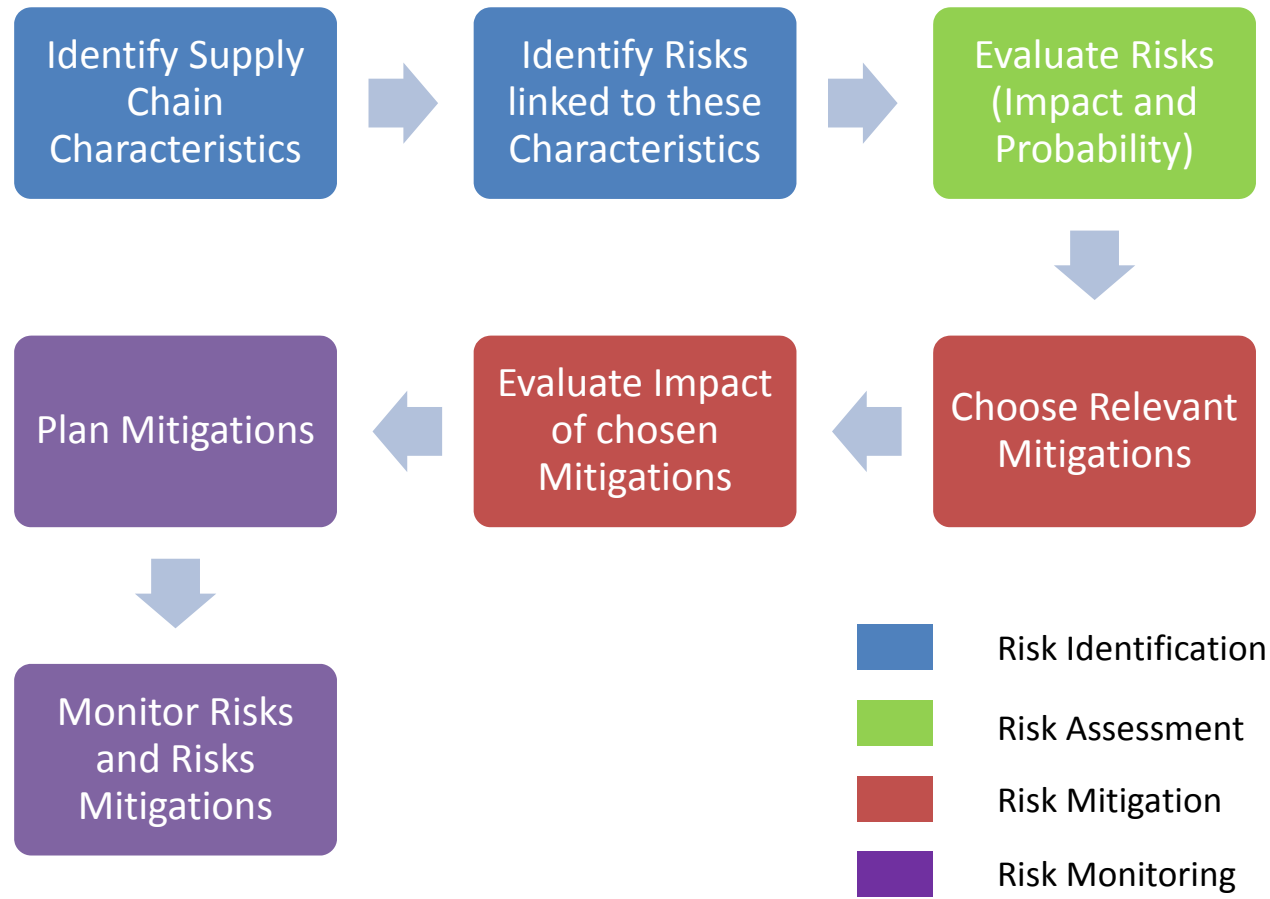 Identify Supply
Chain
Characteristics
Identify Risks
linked to these
Characteristics
Evaluate Risks
(Impact and
Probability)
Plan Mitigations
Evaluate Impact
of chosen
Mitigations
Choose Relevant
Mitigations
Monitor Risks
and Risks
Mitigations
Risk Identification
Risk Assessment
Risk Mitigation
Risk Monitoring